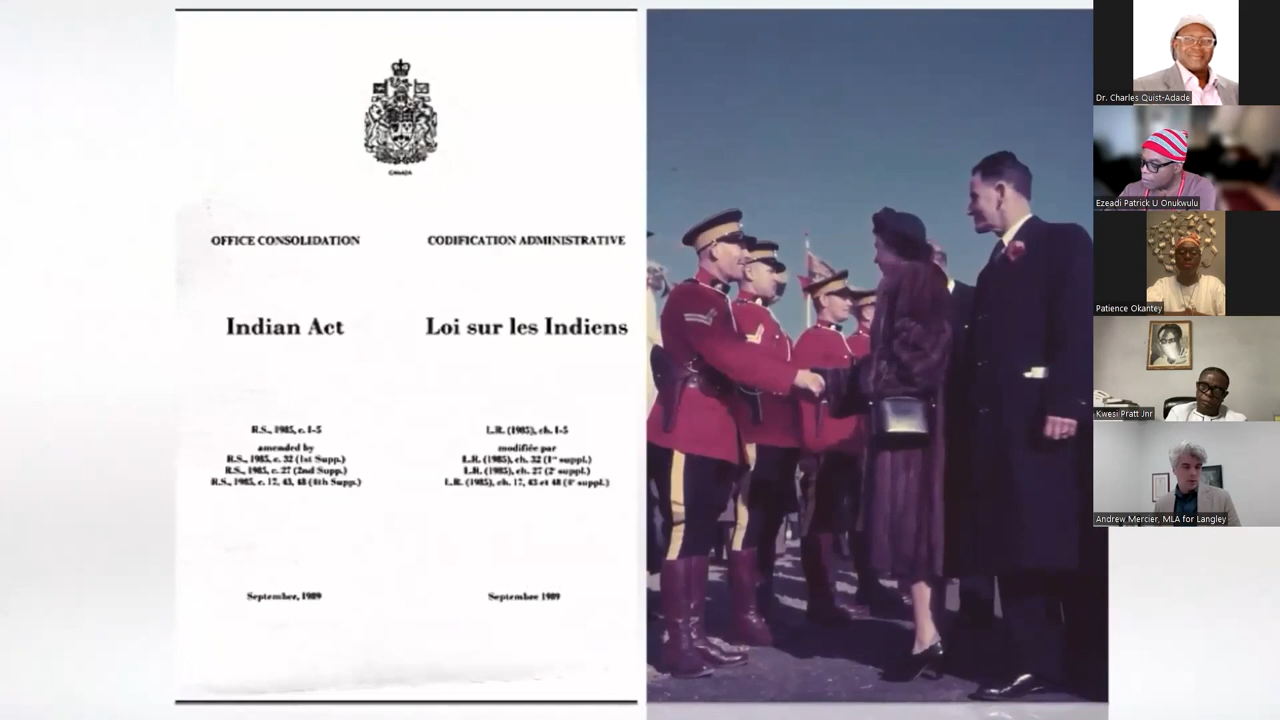 CANADA
OFFICE CONSOLIDATION
CODIFICATION ADMINISTRATIVE
Indian Act
Loi sur les Indiens
R.S., 1985, c. I-5
amended by
R.S., 1985, c. 32 (1st Supp.)
R.S., 1985, c. 27 (2nd Supp.)
R.S., 1985, c. 17, 43, 48 (4th Supp.)
L.R. (1985), ch. I-5
modifiée par
L.R. (1985), ch. 32 (1er suppl.)
L.R. (1985), ch. 27 (2e suppl.)
L.R. (1985), ch. 17, 43 et 48 (4e suppl.)
September, 1989
Septembre 1989
Dr. Charles Quist-Adade
Ezeadi Patrick U Onukwulu
Patience Okantey
Kwesi Pratt Jnr
Andrew Mercier, MLA for Langley